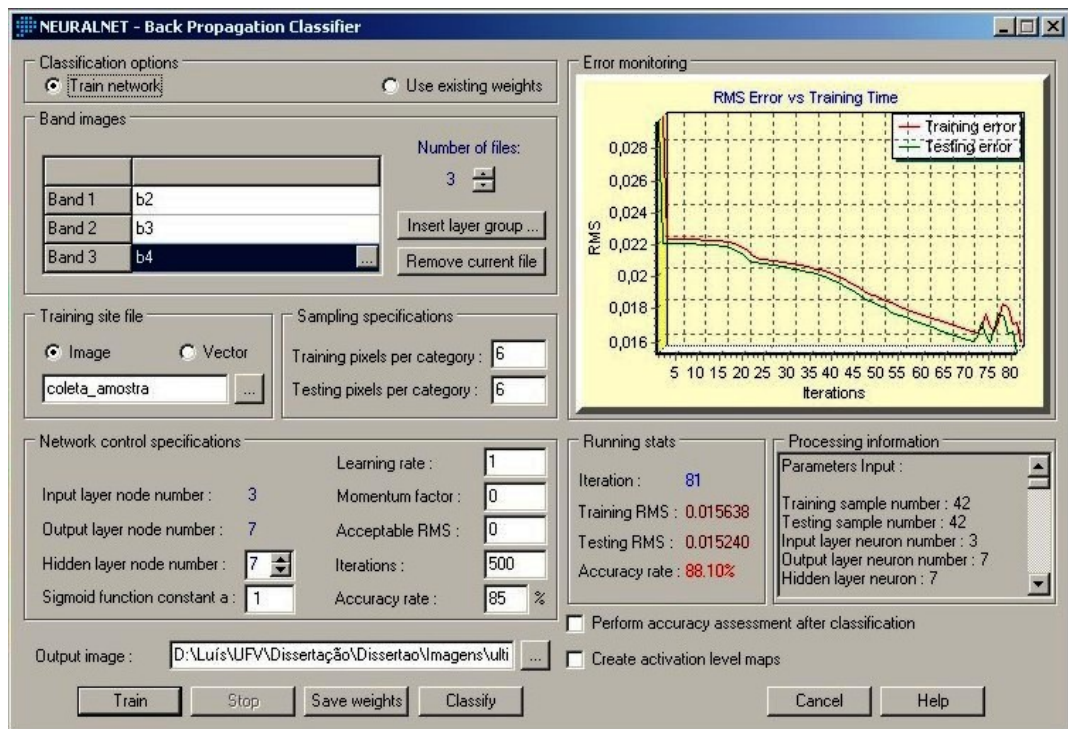 NEURALNET - Back Propagation Classifier
Classification options
Train network
Use existing weights
Band images
Number of files:
3
Band 1 b2
Band 2 b3
Band 3 b4 ...
Insert layer group ...
Remove current file
Training site file
Image
Vector
coleta_amostra ...
Sampling specifications
Training pixels per category : 6
Testing pixels per category : 6
Error monitoring
RMS Error vs Training Time
Training error
Testing error
RMS
0,028
0,026
0,024
0,022
0,02
0,018
0,016
5 10 15 20 25 30 35 40 45 50 55 60 65 70 75 80
Iterations
Network control specifications
Input layer node number : 3
Output layer node number : 7
Hidden layer node number : 7
Sigmoid function constant a : 1
Learning rate : 1
Momentum factor : 0
Acceptable RMS : 0
Iterations : 500
Accuracy rate : 85 %
Running stats
Iteration : 81
Training RMS : 0.015638
Testing RMS : 0.015240
Accuracy rate : 88.10%
Processing information
Parameters Input :
Training sample number : 42
Testing sample number : 42
Input layer neuron number : 3
Output layer neuron number : 7
Hidden layer neuron : 7
Output image : D:\Luís\UFV\Dissertação\Dissertao\Imagens\ulti ...
Perform accuracy assessment after classification
Create activation level maps
Train
Stop
Save weights
Classify
Cancel
Help